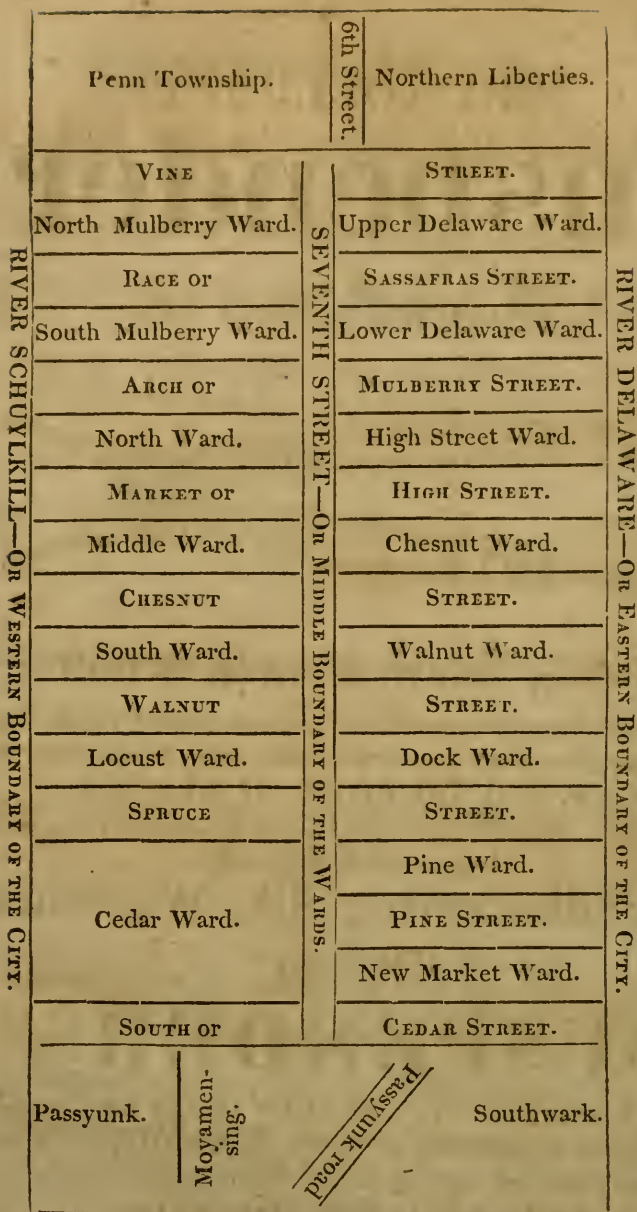 Penn Township.
6th Street.
Northern Liberties.
VINE STREET.
North Mulberry Ward. Upper Delaware Ward.
RACE OR SASSAFRAS STREET.
South Mulberry Ward. Lower Delaware Ward.
ARCH OR MULBERRY STREET.
North Ward. High Street Ward.
MARKET OR HIGH STREET.
Middle Ward. Chesnut Ward.
CHESNUT STREET.
South Ward. Walnut Ward.
WALNUT STREET.
Locust Ward. Dock Ward.
SPRUCE STREET.
Pine Ward.
Cedar Ward. PINE STREET.
New Market Ward.
SOUTH OR CEDAR STREET.
Passyunk.
Moyamen-
sing.
Passyunk road
Southwark.
RIVER SCHUYLKILL—OR WESTERN BOUNDARY OF THE CITY.
SEVENTH STREET—OR MIDDLE BOUNDARY OF THE WARDS.
RIVER DELAWARE—OR EASTERN BOUNDARY OF THE CITY.